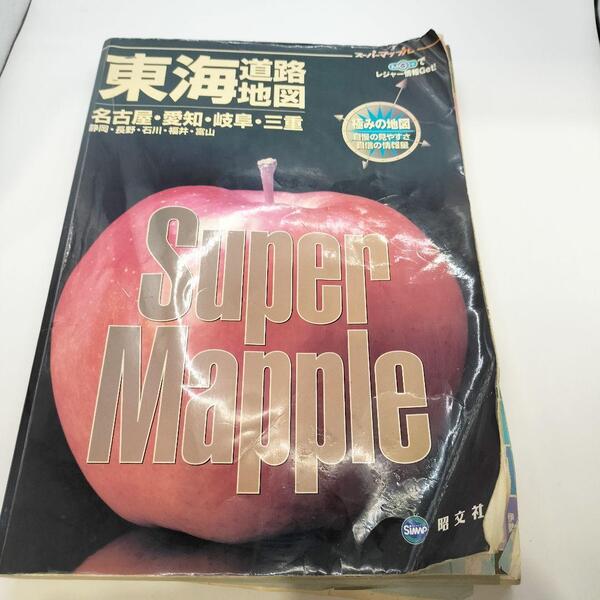 東海道路地図
名古屋・愛知・岐阜・三重
静岡・長野・石川・福井・富山
スーパーマップル
で
レジャー情報Get!
極みの地図
自慢の見やすさ
自信の情報量
Super
Mapple
SiMAP
昭文社